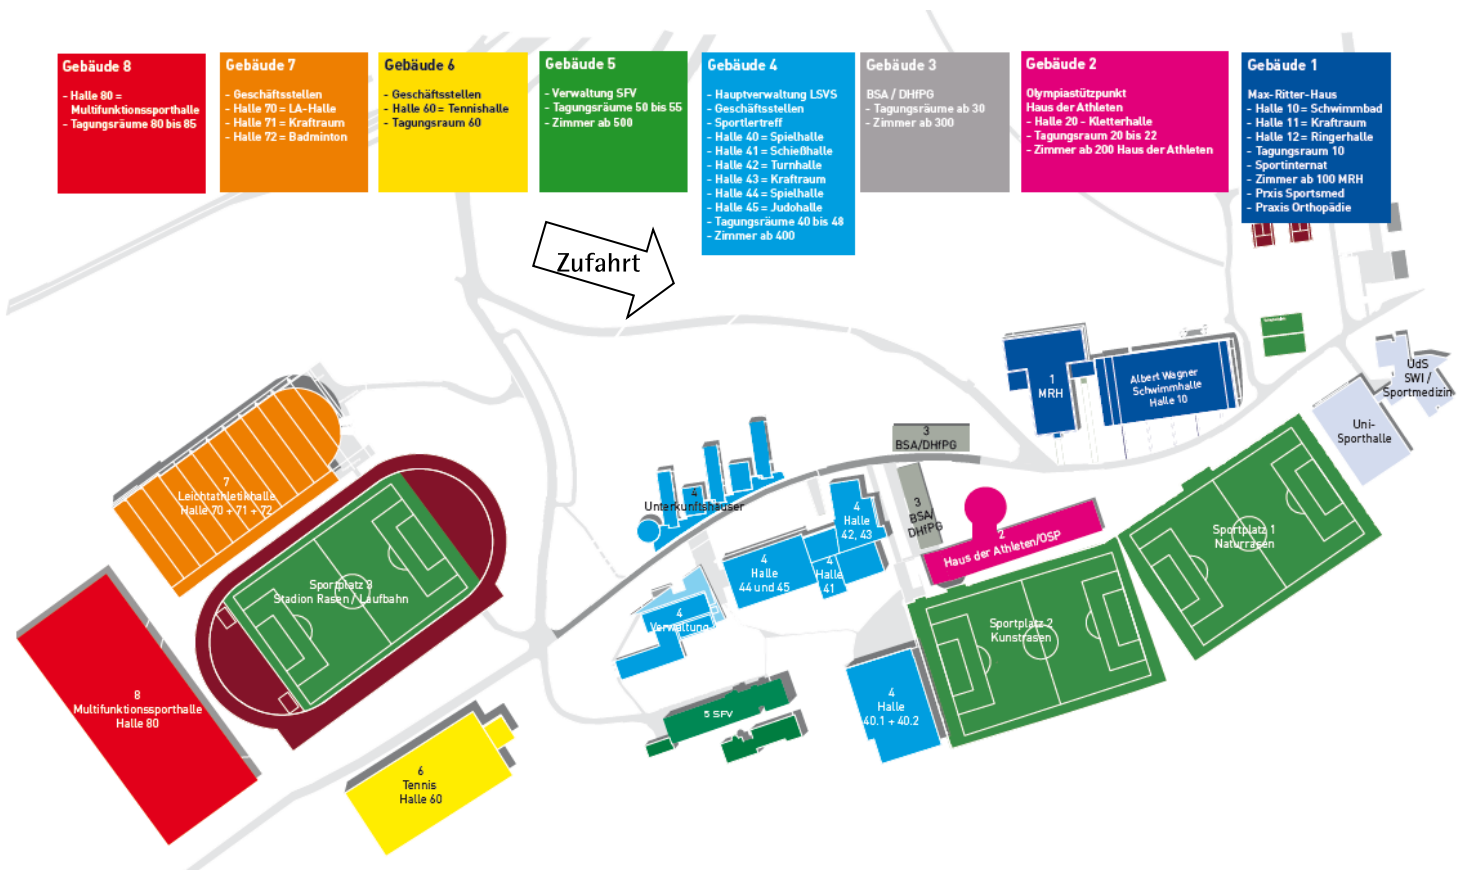 Gebäude 8
- Halle 80 =
Multifunktionssporthalle
- Tagungsräume 80 bis 85
Gebäude 7
- Geschäftsstellen
- Halle 70 = LA-Halle
- Halle 71 = Kraftraum
- Halle 72 = Badminton
Gebäude 6
- Geschäftsstellen
- Halle 60 = Tennishalle
- Tagungsraum 60
Gebäude 5
- Verwaltung SFV
- Tagungsräume 50 bis 55
- Zimmer ab 500
Gebäude 4
- Hauptverwaltung LSVS
- Geschäftsstellen
- Sportlertreff
- Halle 40 = Spielhalle
- Halle 41 = Schießhalle
- Halle 42 = Turnhalle
- Halle 43 = Kraftraum
- Halle 44 = Spielhalle
- Halle 45 = Judohalle
- Tagungsräume 40 bis 48
- Zimmer ab 400
Gebäude 3
BSA / DHfPG
- Tagungsräume ab 30
- Zimmer ab 300
Gebäude 2
Olympiastützpunkt
Haus der Athleten
- Halle 20 - Kletterhalle
- Tagungsraum 20 bis 22
- Zimmer ab 200 Haus der Athleten
Gebäude 1
Max-Ritter-Haus
- Halle 10 = Schwimmbad
- Halle 11 = Kraftraum
- Halle 12 = Ringerhalle
- Tagungsraum 10
- Sportinternat
- Zimmer ab 100 MRH
- Prxis Sportsmed
- Praxis Orthopädie
Zufahrt
1
MRH
Albert Wagner
Schwimmhalle
Halle 10
UdS
SWI /
Sportmedizin
Uni-
Sporthalle
3
BSA/DHfPG
3
BSA/
DHfPG
4
Unterkunftshäuser
4
Halle
42, 43
4
Halle
41
4
Halle
44 und 45
4
Verwaltung
2
Haus der Athleten/OSP
Sportplatz 1
Naturrasen
Sportplatz 2
Kunstrasen
4
Halle
40.1 + 40.2
5 SFV
7
Leichtathletikhalle
Halle 70 + 71 + 72
Sportplatz 3
Stadion Rasen / Laufbahn
8
Multifunktionssporthalle
Halle 80
6
Tennis
Halle 60